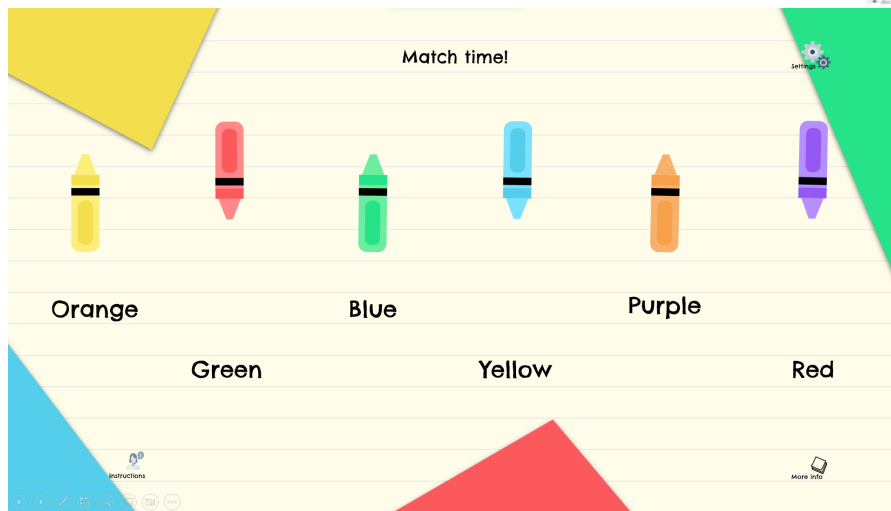 Match time!
Settings
Orange
Blue
Purple
Green
Yellow
Red
Instructions
More info